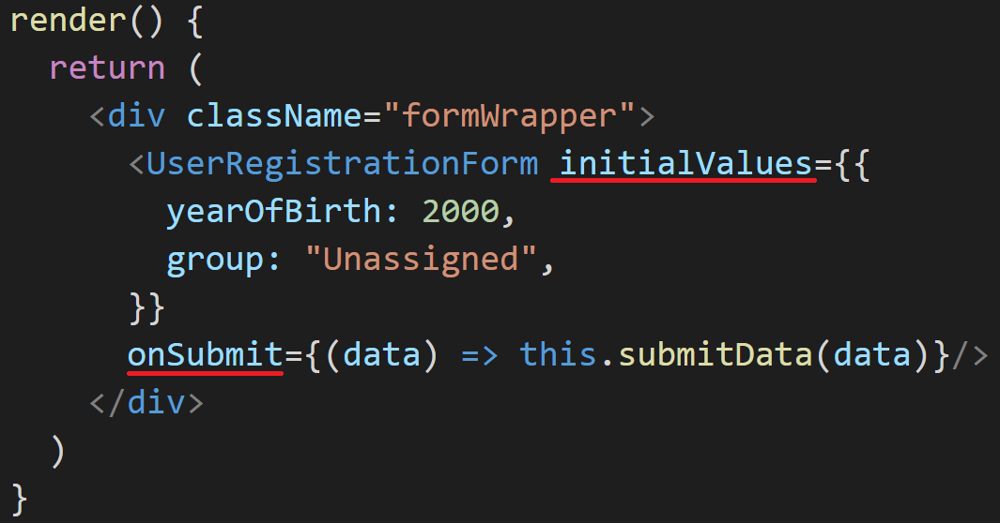 render() {
return (
<div className="formWrapper">
<UserRegistrationForm initialValues={{
yearOfBirth: 2000,
group: "Unassigned",
}}
onSubmit={(data) => this.submitData(data)}/>
</div>
)
}